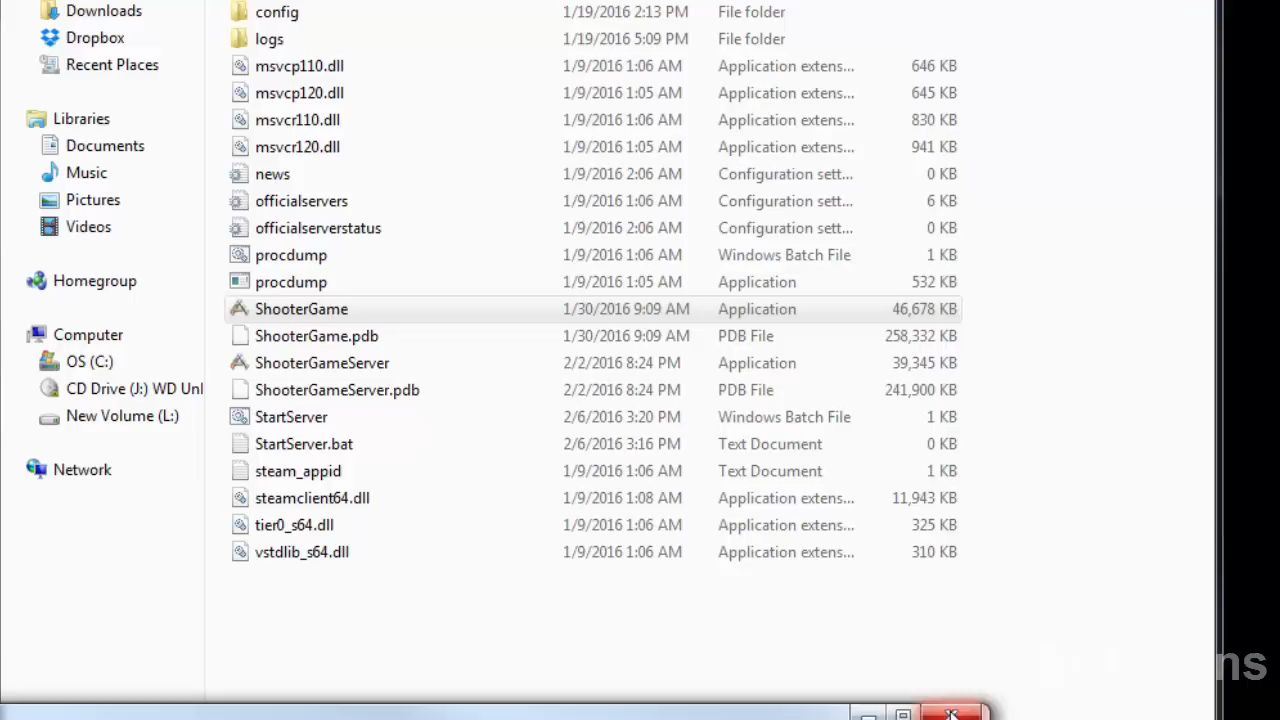 Downloads
Dropbox
Recent Places
Libraries
Documents
Music
Pictures
Videos
Homegroup
Computer
OS (C:)
CD Drive (J:) WD Unl
New Volume (L:)
Network
config 1/19/2016 2:13 PM File folder
logs 1/19/2016 5:09 PM File folder
msvcp110.dll 1/9/2016 1:06 AM Application extens... 646 KB
msvcp120.dll 1/9/2016 1:05 AM Application extens... 645 KB
msvcr110.dll 1/9/2016 1:06 AM Application extens... 830 KB
msvcr120.dll 1/9/2016 1:05 AM Application extens... 941 KB
news 1/9/2016 2:06 AM Configuration sett... 0 KB
officialservers 1/9/2016 1:06 AM Configuration sett... 6 KB
officialserverstatus 1/9/2016 2:06 AM Configuration sett... 0 KB
procdump 1/9/2016 1:06 AM Windows Batch File 1 KB
procdump 1/9/2016 1:05 AM Application 532 KB
ShooterGame 1/30/2016 9:09 AM Application 46,678 KB
ShooterGame.pdb 1/30/2016 9:09 AM PDB File 258,332 KB
ShooterGameServer 2/2/2016 8:24 PM Application 39,345 KB
ShooterGameServer.pdb 2/2/2016 8:24 PM PDB File 241,900 KB
StartServer 2/6/2016 3:20 PM Windows Batch File 1 KB
StartServer.bat 2/6/2016 3:16 PM Text Document 0 KB
steam_appid 1/9/2016 1:06 AM Text Document 1 KB
steamclient64.dll 1/9/2016 1:08 AM Application extens... 11,943 KB
tier0_s64.dll 1/9/2016 1:06 AM Application extens... 325 KB
vstdlib_s64.dll 1/9/2016 1:06 AM Application extens... 310 KB